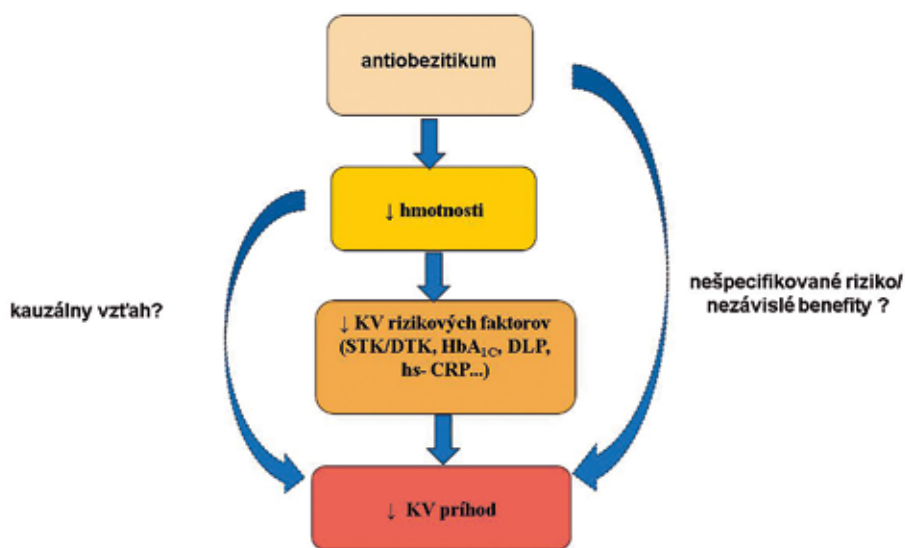 antiobezitikum
↓ hmotnosti
kauzálny vzťah?
nešpecifikované riziko/
nezávislé benefity ?
↓ KV rizikových faktorov
(STK/DTK, HbA1C, DLP,
hs- CRP...)
↓ KV príhod